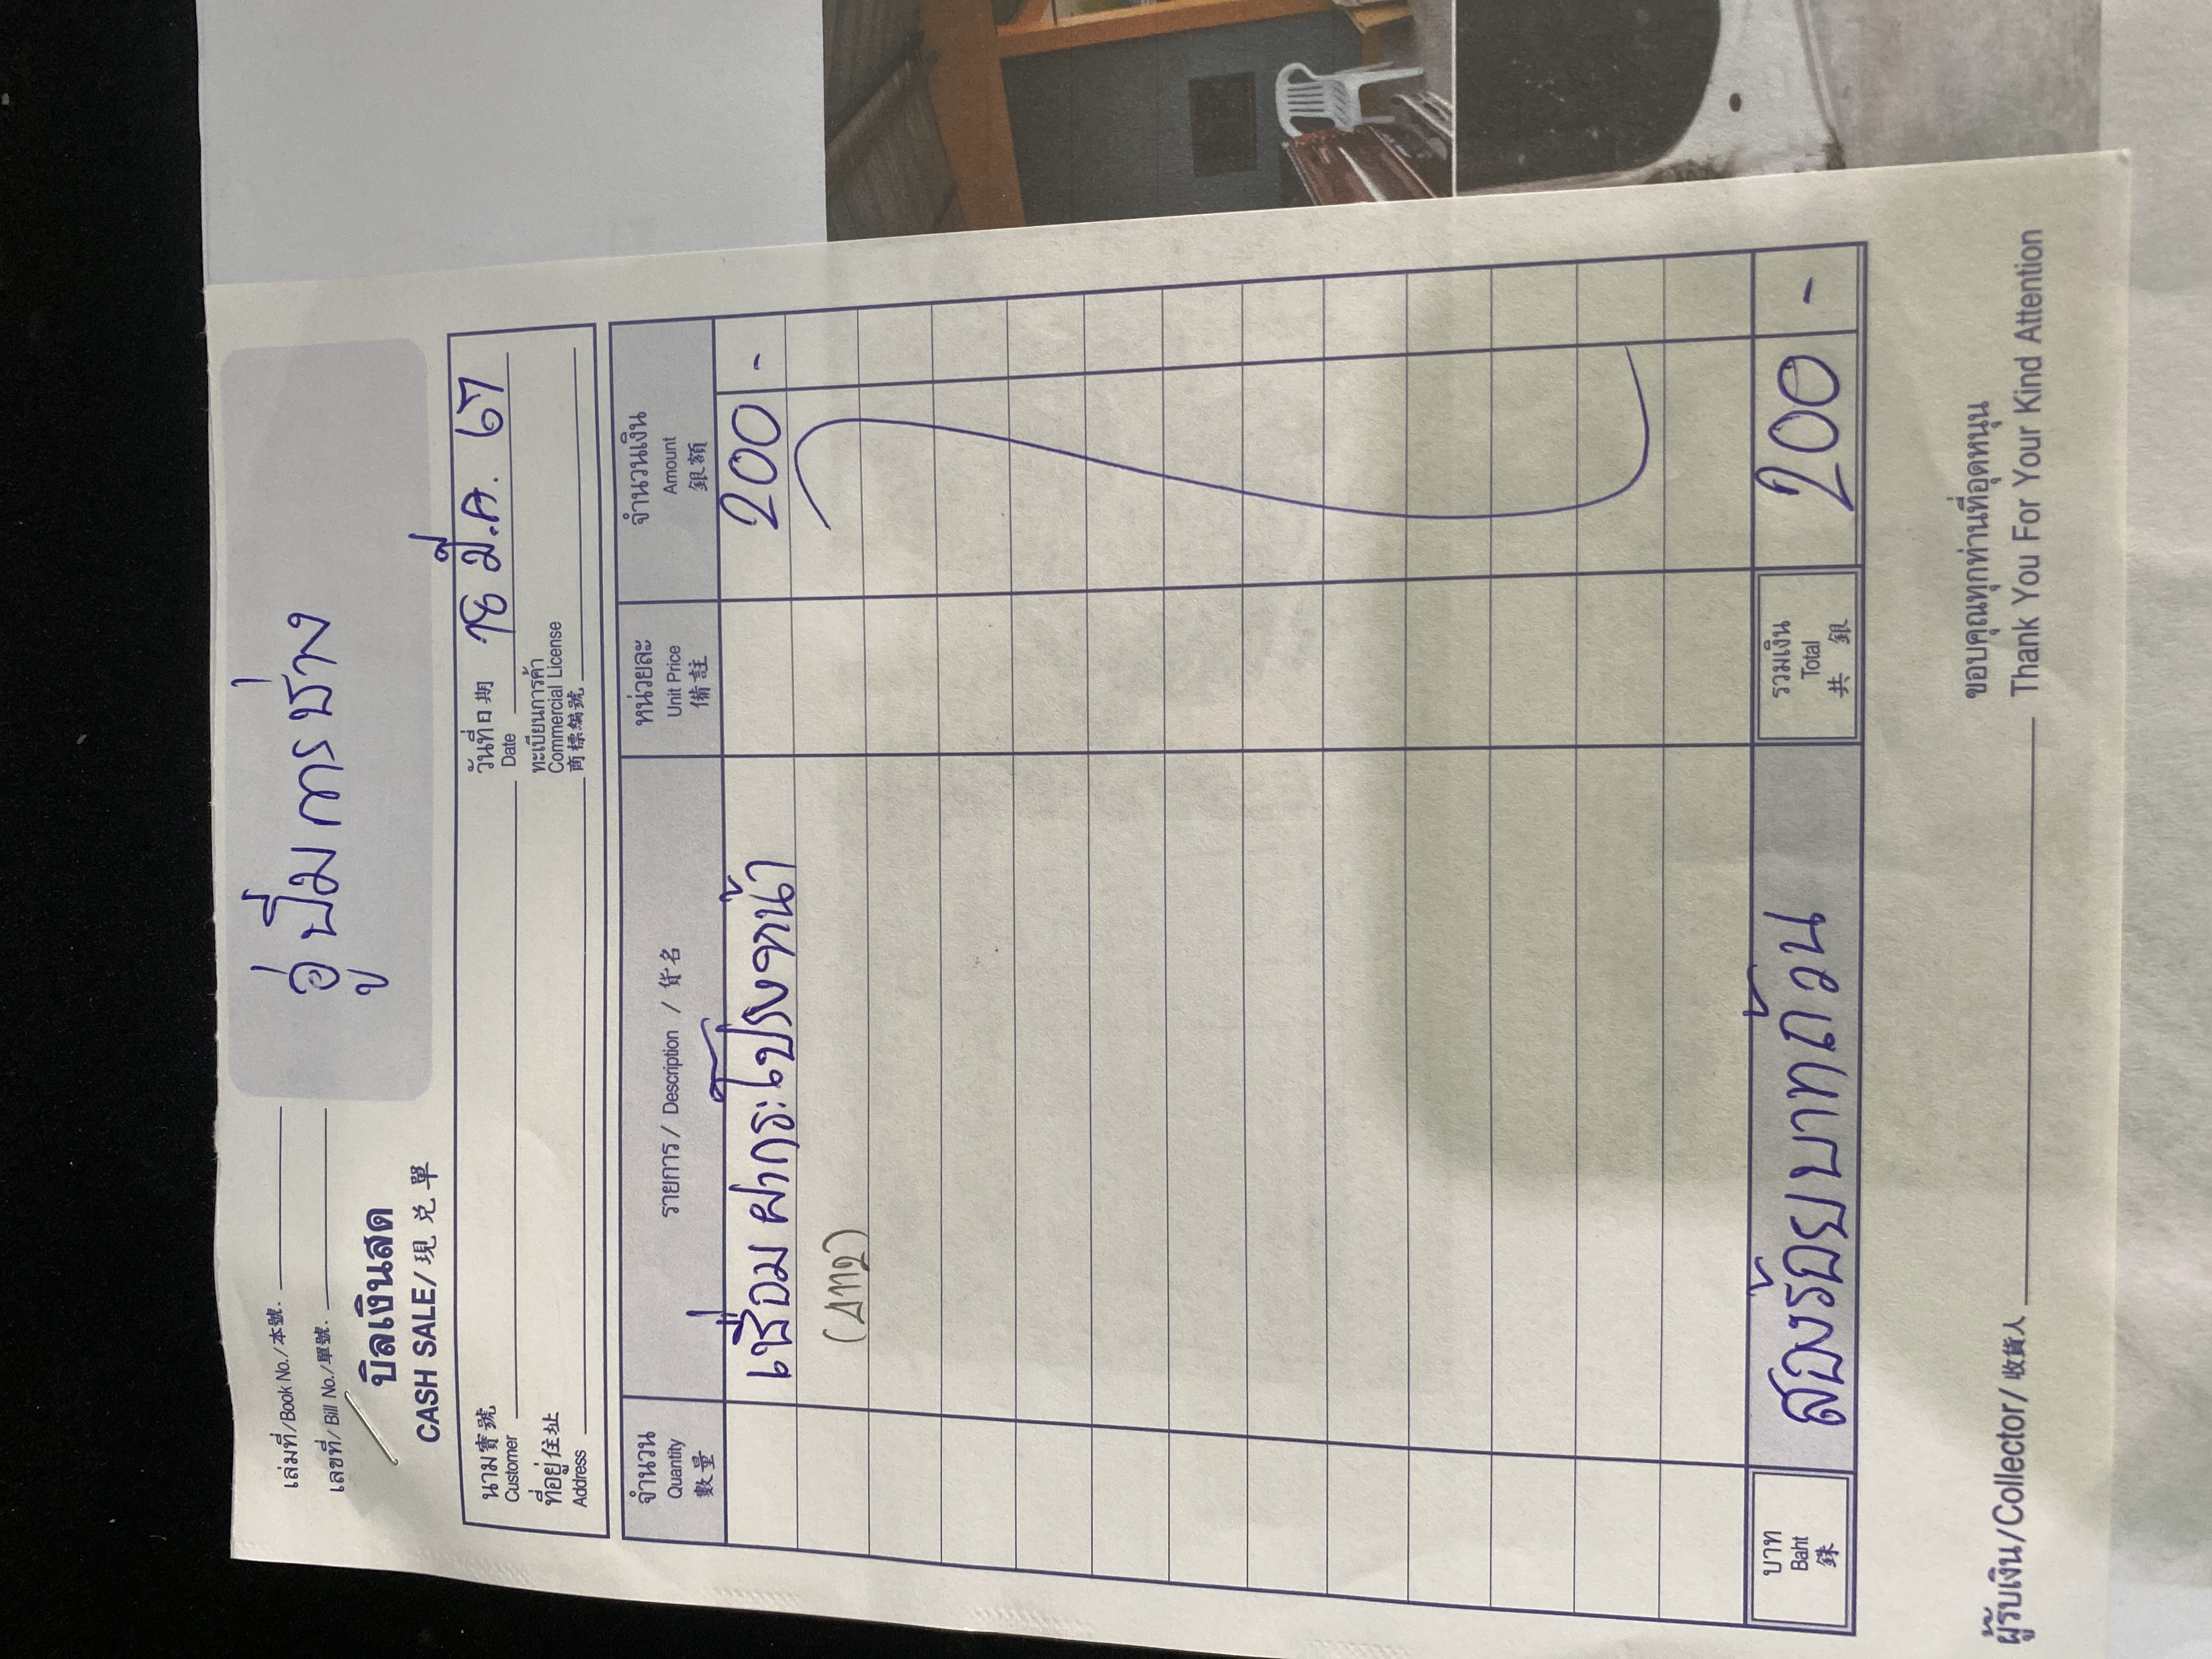 เล่มที่/Book No./本號.
เลขที่/Bill No./單號.
อู่ปืมการช่าง
บิลเงินสด
CASH SALE/現兌單
นาม寳號 Customer
วันที่日期 Date 18 มี.ค. 67
ที่อยู่住址 Address
ทะเบียนการค้า Commercial License 商標編號
จำนวน Quantity 數量
รายการ / Description / 貨名
หน่วยละ Unit Price 備註
จำนวนเงิน Amount 銀額
เชื่อมฝากระโปรงหน้า 200 -
บาท Baht 銖
สองร้อยบาทถ้วน
รวมเงิน Total 共銀
200 -
ขอบคุณทุกท่านที่อุดหนุน
ผู้รับเงิน/Collector/收貨人
Thank You For Your Kind Attention